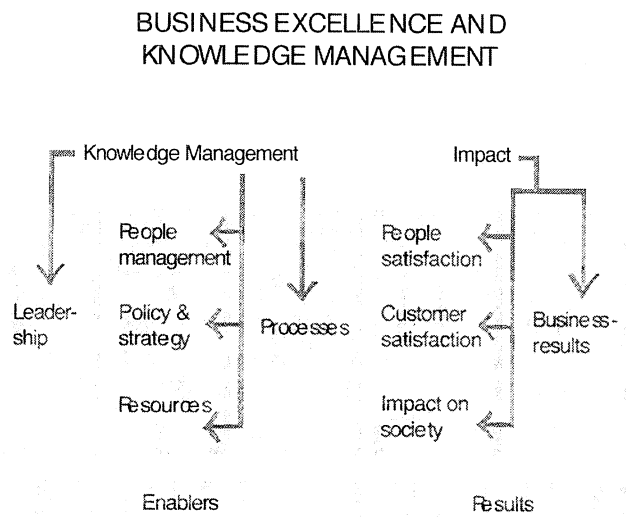 BUSINESS EXCELLENCE AND
KNOWLEDGE MANAGEMENT
Knowledge Management
Impact
People
management
People
satisfaction
Leader-
ship
Policy &
strategy
Processes
Customer
satisfaction
Business-
results
Resources
Impact on
society
Enablers
Results